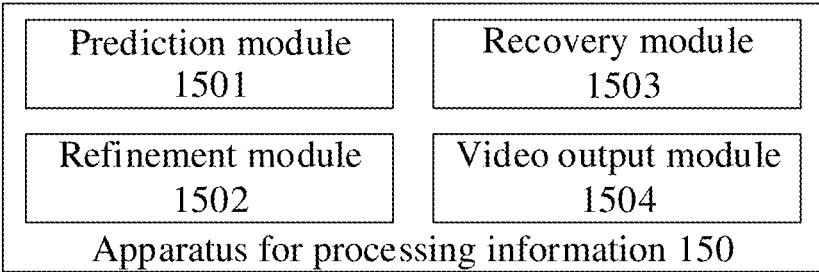 Prediction module
1501
Recovery module
1503
Refinement module
1502
Video output module
1504
Apparatus for processing information 150